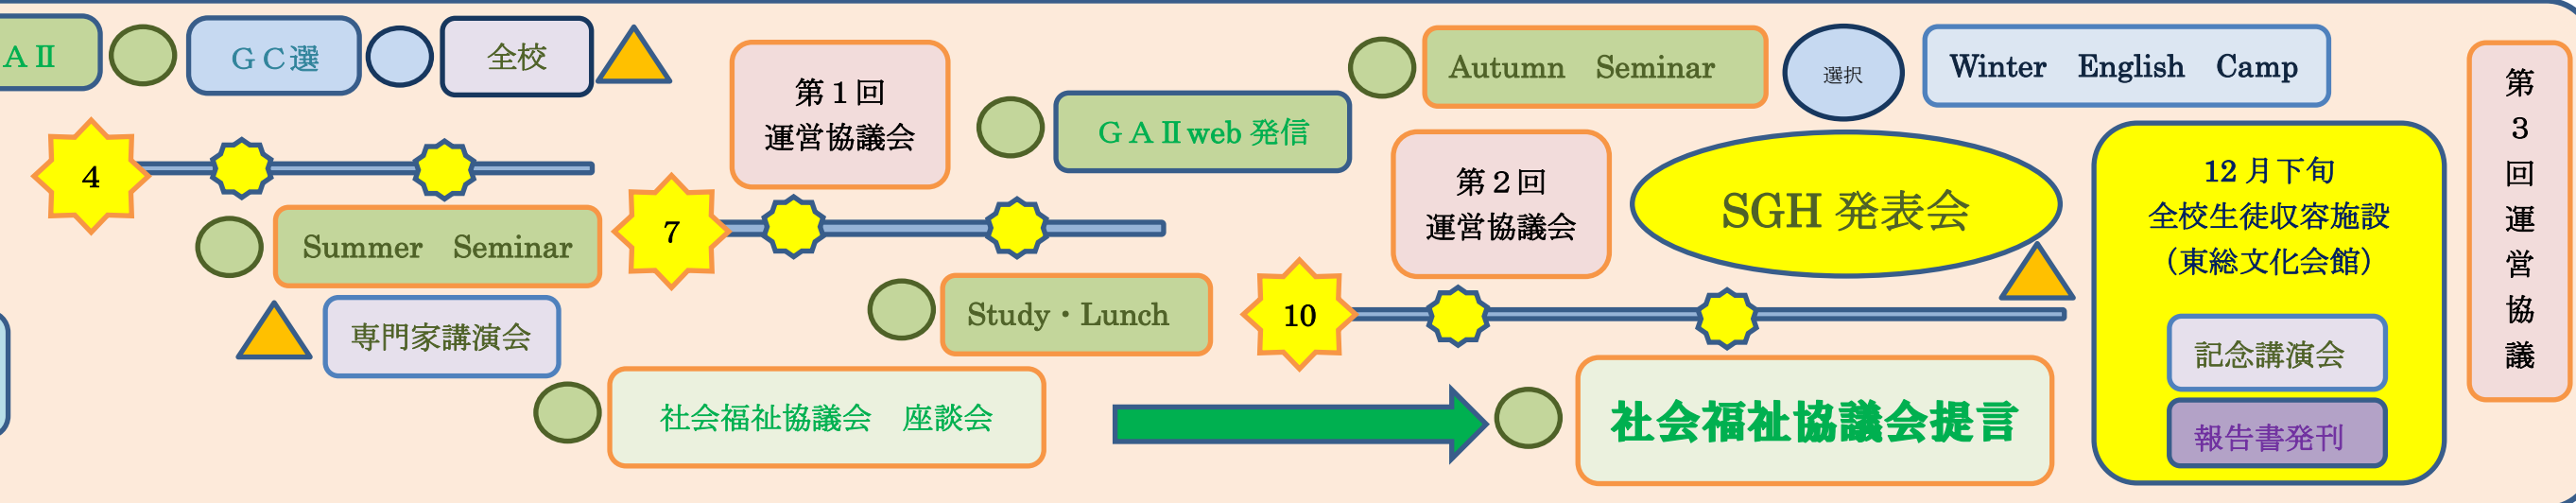 ＡⅡ
ＧＣ選
全校
4
Summer　Seminar
専門家講演会
社会福祉協議会　座談会
第１回
運営協議会
7
ＧＡⅡweb 発信
Study・Lunch
Autumn　Seminar
選択
Winter　English　Camp
第２回
運営協議会
SGH 発表会
10
社会福祉協議会提言
12 月下旬
全校生徒収容施設
（東総文化会館）
記念講演会
報告書発刊
第３回運営協議